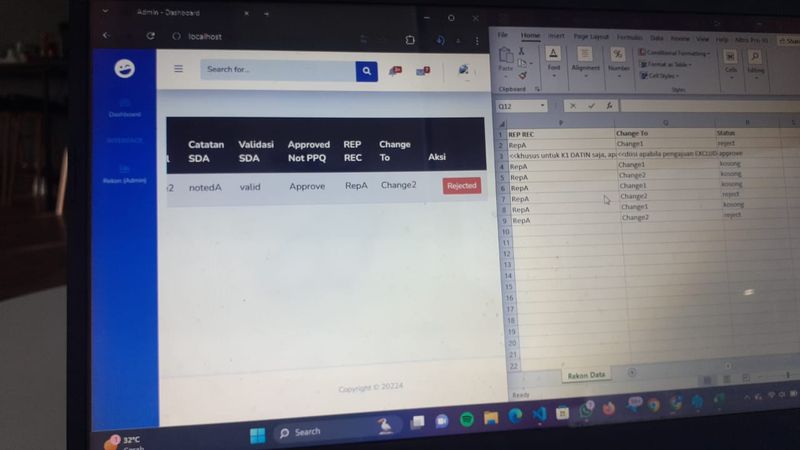 Admin - Dashboard
localhost
Search for...
Dashboard
INTERFACE
Rekon (Admin)
Catatan SDA
Validasi SDA
Approved Not PPQ
REP REC
Change To
Aksi
notedA valid Approve RepA Change2 Rejected
Copyright © 20224
File Home Insert Page Layout Formulas Data Review View Help Nitro Pro 10
Share
Paste
Clipboard
Font
Alignment
Number
Conditional Formatting
Format as Table
Cell Styles
Styles
Cells
Editing
Q12
fx
P Q R
1 REP REC Change To Status
2 RepA Change1 reject
3 <<khusus untuk K1 DATIN saja, ap <<diisi apabila pengajuan EXCLUD approve
4 RepA Change1 kosong
5 RepA Change2 kosong
6 RepA Change1 kosong
7 RepA Change2 reject
8 RepA Change1 kosong
9 RepA Change2 reject
10
11
12
13
14
15
16
17
18
19
20
21
22
Rekon Data
Ready
32°C
Search